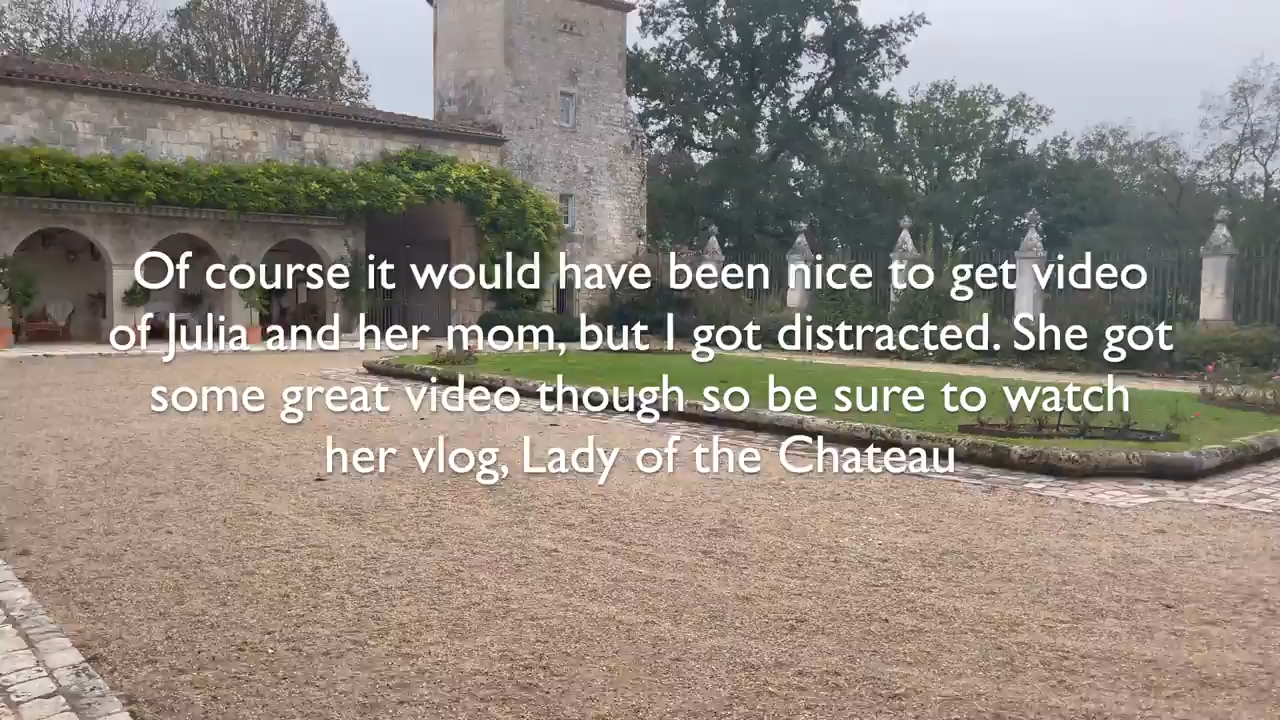 Of course it would have been nice to get video
of Julia and her mom, but I got distracted. She got
some great video though so be sure to watch
her vlog, Lady of the Chateau